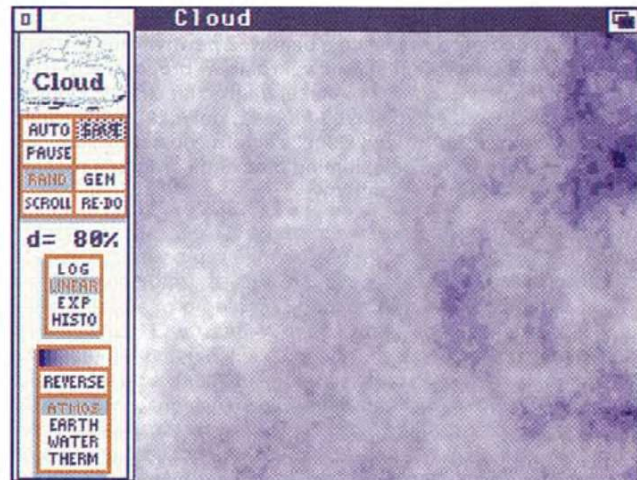 Cloud
Cloud
AUTO SAVE
PAUSE
RAND GEN
SCROLL RE-DO
d= 80%
LOG
LINEAR
EXP
HISTO
REVERSE
ATMOS
EARTH
WATER
THERM